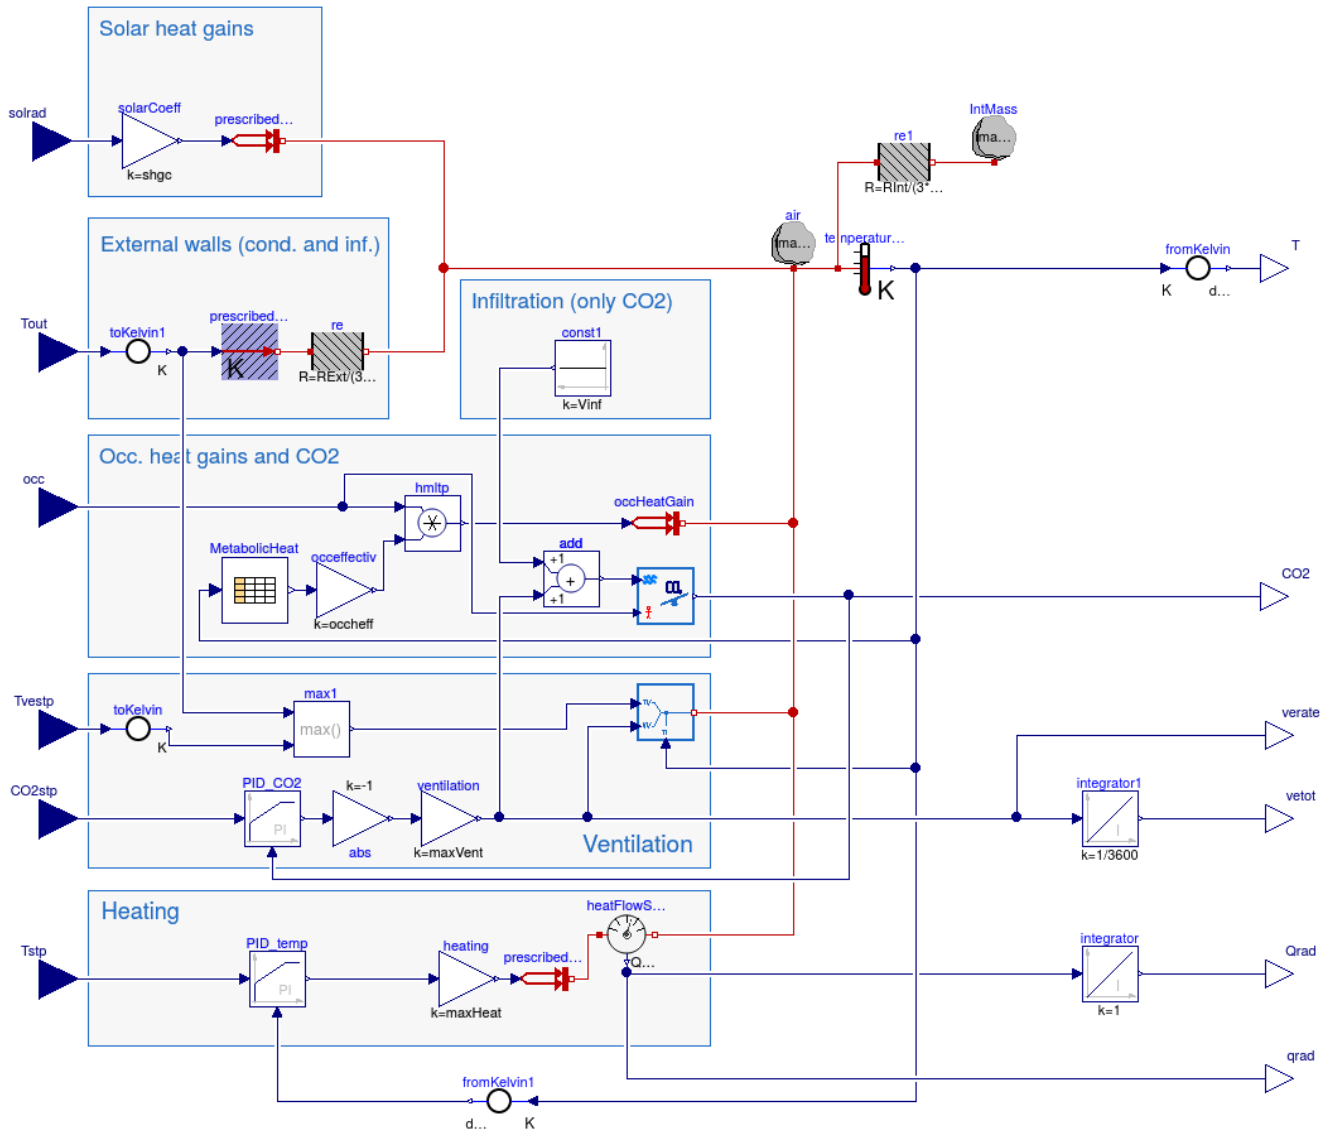 Solar heat gains
solrad
solarCoeff
prescribed...
k=shgc
IntMass
ma...
re1
R=RInt/(3*...
air
ma...
temperatur...
K
fromKelvin
K
d...
T
External walls (cond. and inf.)
Tout
toKelvin1
K
prescribed...
K
re
R=RExt/(3...
Infiltration (only CO2)
const1
k=Vinf
Occ. heat gains and CO2
occ
hmltp
occHeatGain
MetabolicHeat
occeffectiv
k=occheff
add
+1
+
+1
CO2
Tvestp
toKelvin
K
max1
max()
verate
CO2stp
PID_CO2
PI
k=-1
abs
ventilation
k=maxVent
Ventilation
integrator1
I
k=1/3600
vetot
Heating
Tstp
PID_temp
PI
heating
k=maxHeat
prescribed...
heatFlowS...
Q...
integrator
I
k=1
Qrad
qrad
fromKelvin1
d...
K